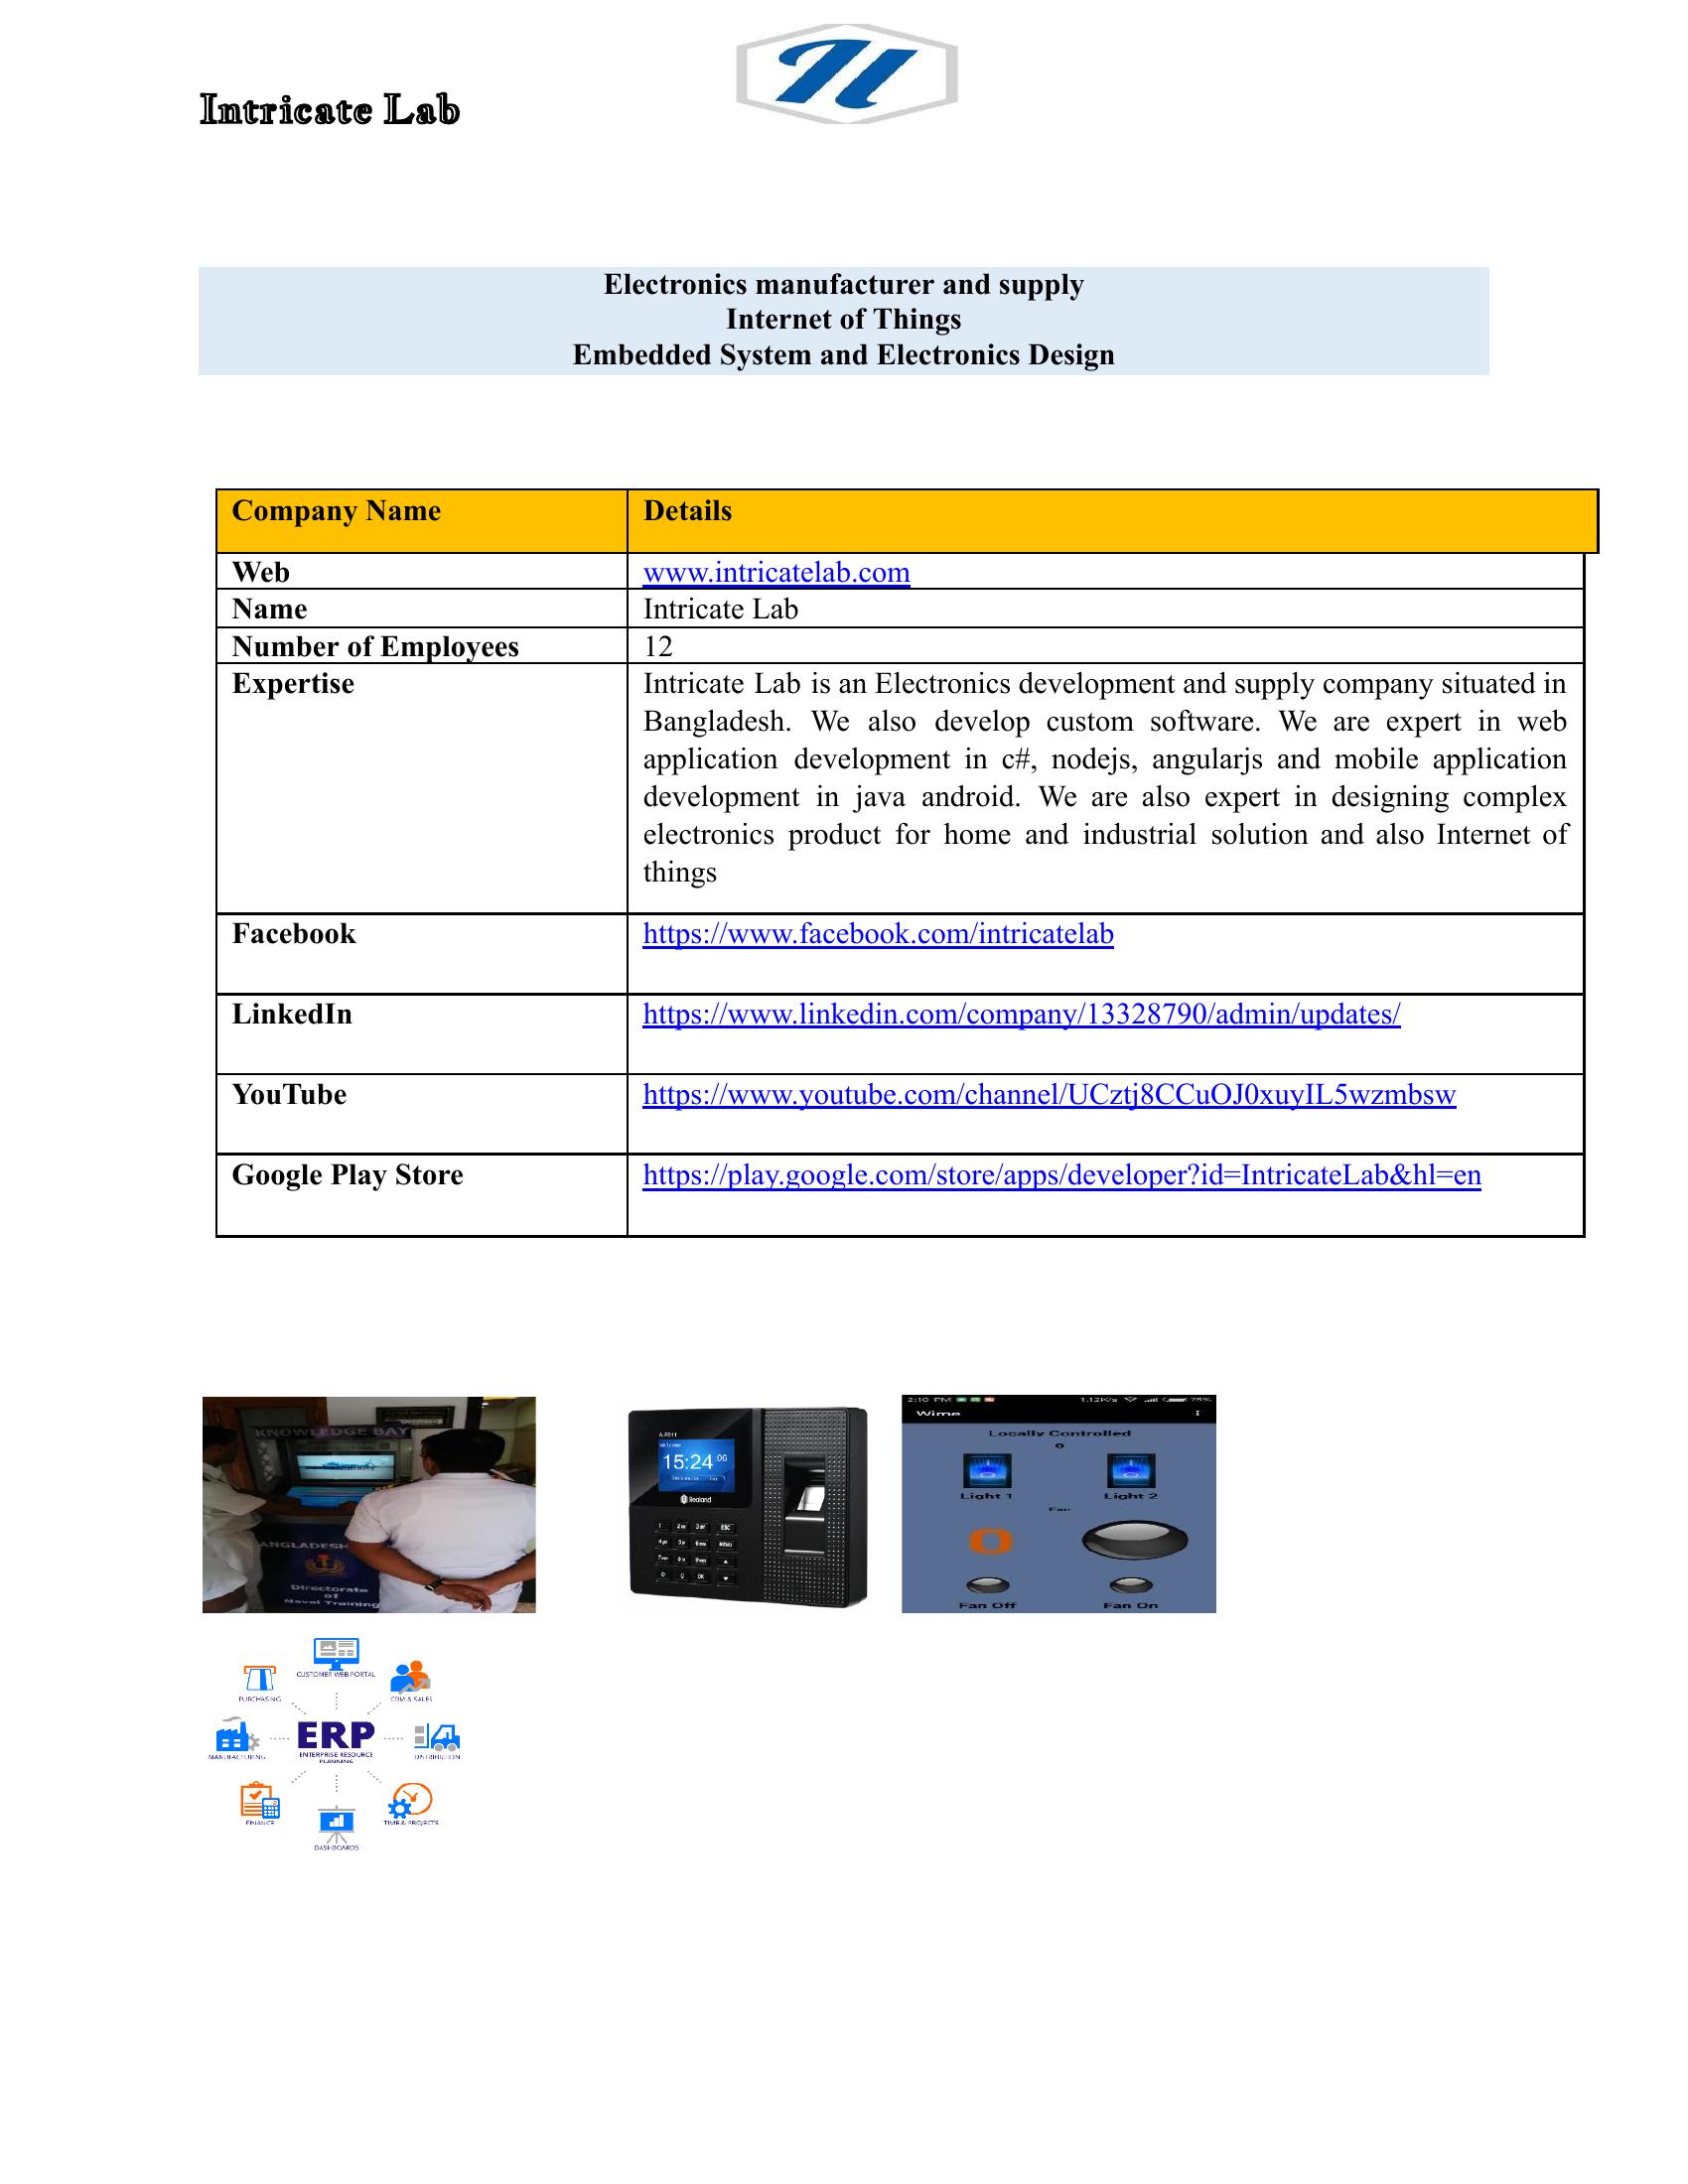 Intricate Lab
Electronics manufacturer and supply
Internet of Things
Embedded System and Electronics Design
Company Name Details
Web www.intricatelab.com
Name Intricate Lab
Number of Employees 12
Expertise Intricate Lab is an Electronics development and supply company situated in
Bangladesh. We also develop custom software. We are expert in web
application development in c#, nodejs, angularjs and mobile application
development in java android. We are also expert in designing complex
electronics product for home and industrial solution and also Internet of
things
Facebook https://www.facebook.com/intricatelab
LinkedIn https://www.linkedin.com/company/13328790/admin/updates/
YouTube https://www.youtube.com/channel/UCztj8CCuOJ0xuyIL5wzmbsw
Google Play Store https://play.google.com/store/apps/developer?id=IntricateLab&hl=en
KNOWLEDGE BAY
ANGLADESH
Directorate
of
Naval Training
Welcome
15:24:06
Realand
ESC
MENU
OK
2:10 PM
Wime
Locally Controlled
0
Light 1 Light 2
Fan
0
Fan Off Fan On
CUSTOMER WEB PORTAL
PURCHASING CRM & SALES
ERP
ENTERPRISE RESOURCE
PLANNING
MANUFACTURING DISTRIBUTION
FINANCE TIME & PROJECTS
DASHBOARDS